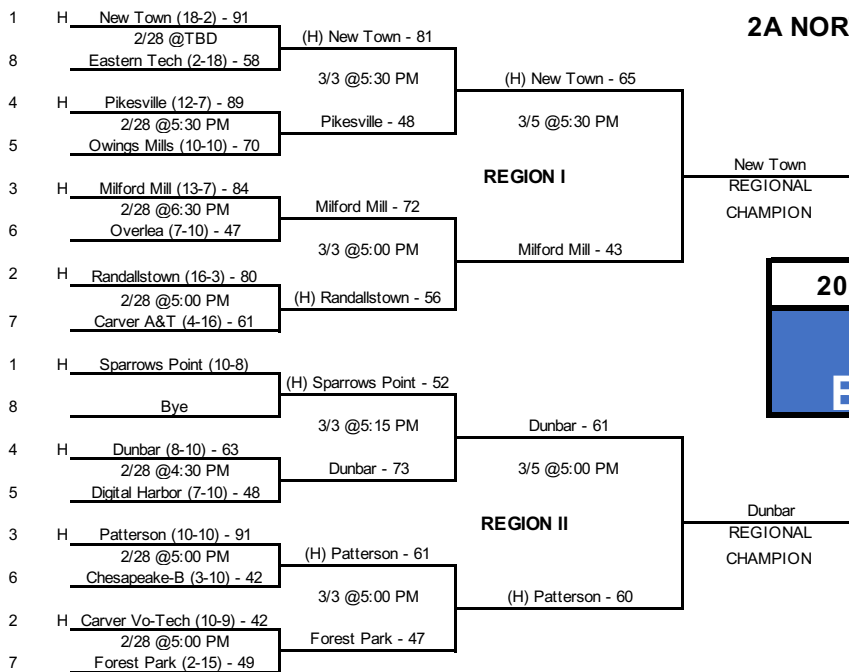 2A NOR
1 H New Town (18-2) - 91
2/28 @TBD
8 Eastern Tech (2-18) - 58
(H) New Town - 81
3/3 @5:30 PM
4 H Pikesville (12-7) - 89
2/28 @5:30 PM
5 Owings Mills (10-10) - 70
Pikesville - 48
(H) New Town - 65
3/5 @5:30 PM
REGION I
3 H Milford Mill (13-7) - 84
2/28 @6:30 PM
6 Overlea (7-10) - 47
Milford Mill - 72
3/3 @5:00 PM
2 H Randallstown (16-3) - 80
2/28 @5:00 PM
7 Carver A&T (4-16) - 61
(H) Randallstown - 56
Milford Mill - 43
New Town
REGIONAL
CHAMPION
20
E
1 H Sparrows Point (10-8)
8 Bye
(H) Sparrows Point - 52
3/3 @5:15 PM
4 H Dunbar (8-10) - 63
2/28 @4:30 PM
5 Digital Harbor (7-10) - 48
Dunbar - 73
Dunbar - 61
3/5 @5:00 PM
REGION II
3 H Patterson (10-10) - 91
2/28 @5:00 PM
6 Chesapeake-B (3-10) - 42
(H) Patterson - 61
3/3 @5:00 PM
2 H Carver Vo-Tech (10-9) - 42
2/28 @5:00 PM
7 Forest Park (2-15) - 49
Forest Park - 47
(H) Patterson - 60
Dunbar
REGIONAL
CHAMPION